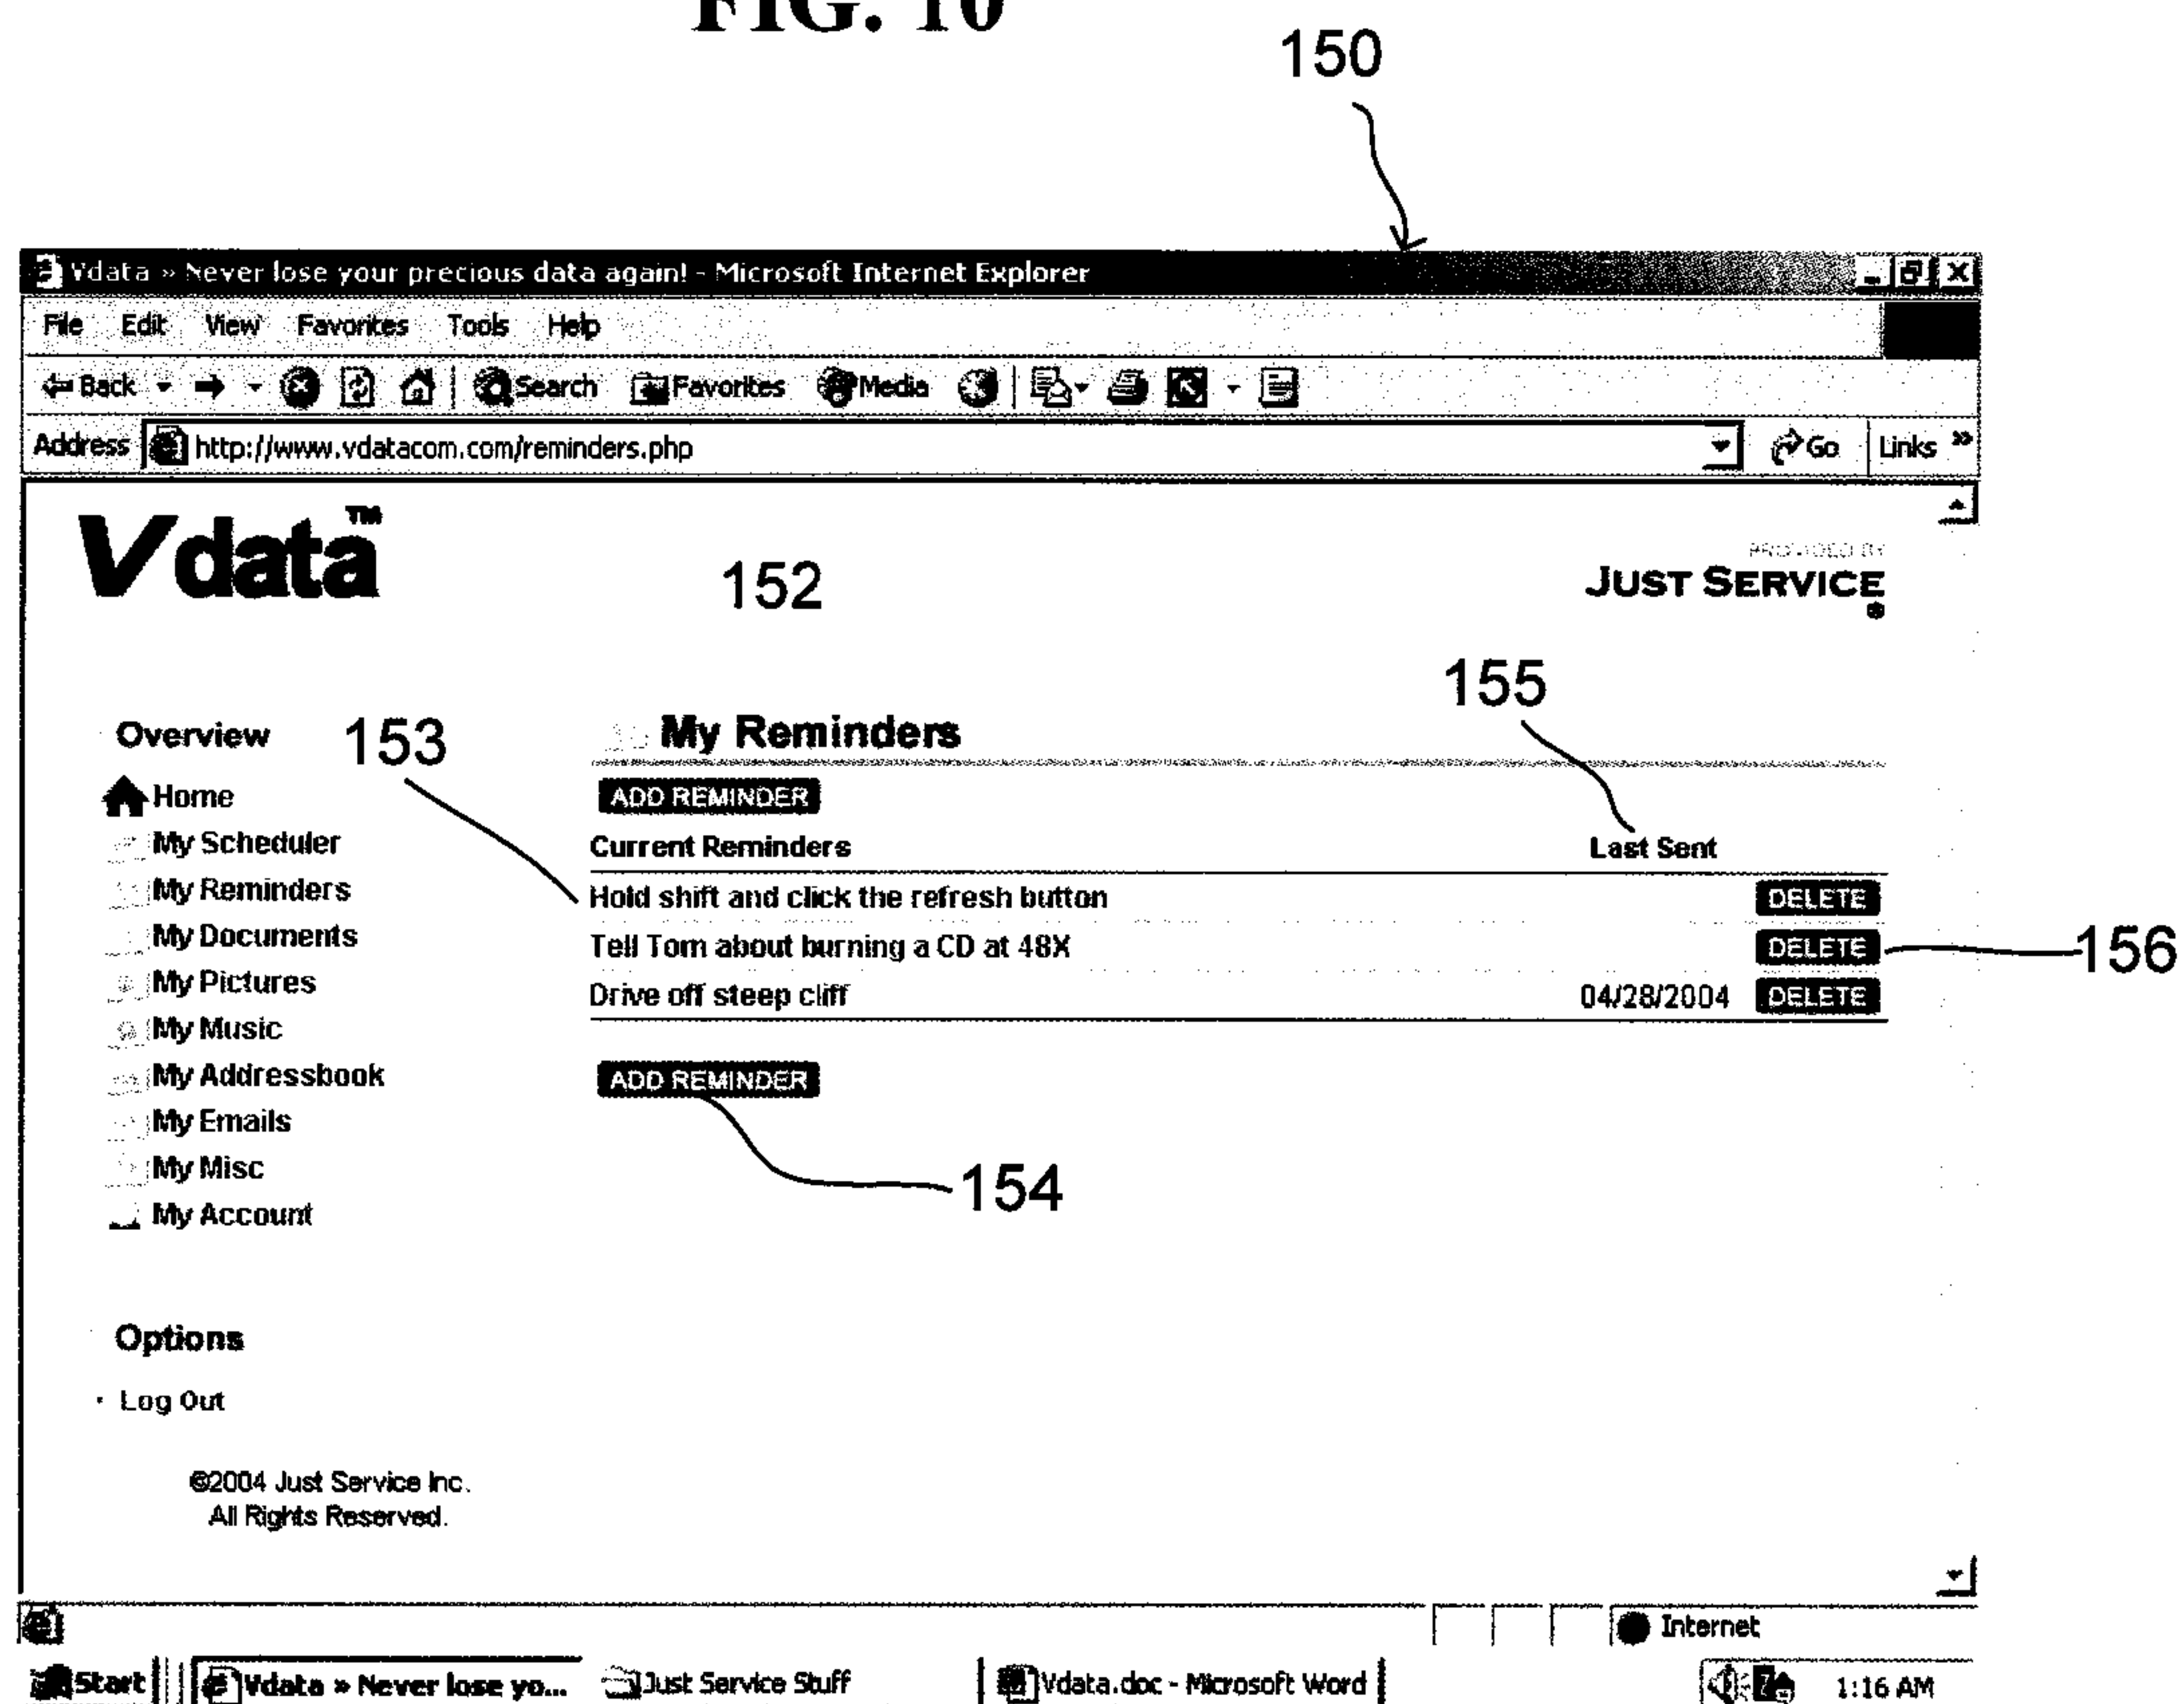 FIG. 10
150
Vdata » Never lose your precious data again! - Microsoft Internet Explorer
File Edit View Favorites Tools Help
Back Search Favorites Media
Address http://www.vdatacom.com/reminders.php Go Links »
Vdata™
152
PROVIDED BY
JUST SERVICE
®
155
Overview 153 My Reminders
Home ADD REMINDER
My Scheduler Current Reminders Last Sent
My Reminders Hold shift and click the refresh button DELETE
My Documents Tell Tom about burning a CD at 48X DELETE 156
My Pictures Drive off steep cliff 04/28/2004 DELETE
My Music
My Addressbook ADD REMINDER
My Emails
My Misc 154
My Account
Options
· Log Out
©2004 Just Service Inc.
All Rights Reserved.
Internet
Start Vdata » Never lose yo... Just Service Stuff Vdata.doc - Microsoft Word 1:16 AM